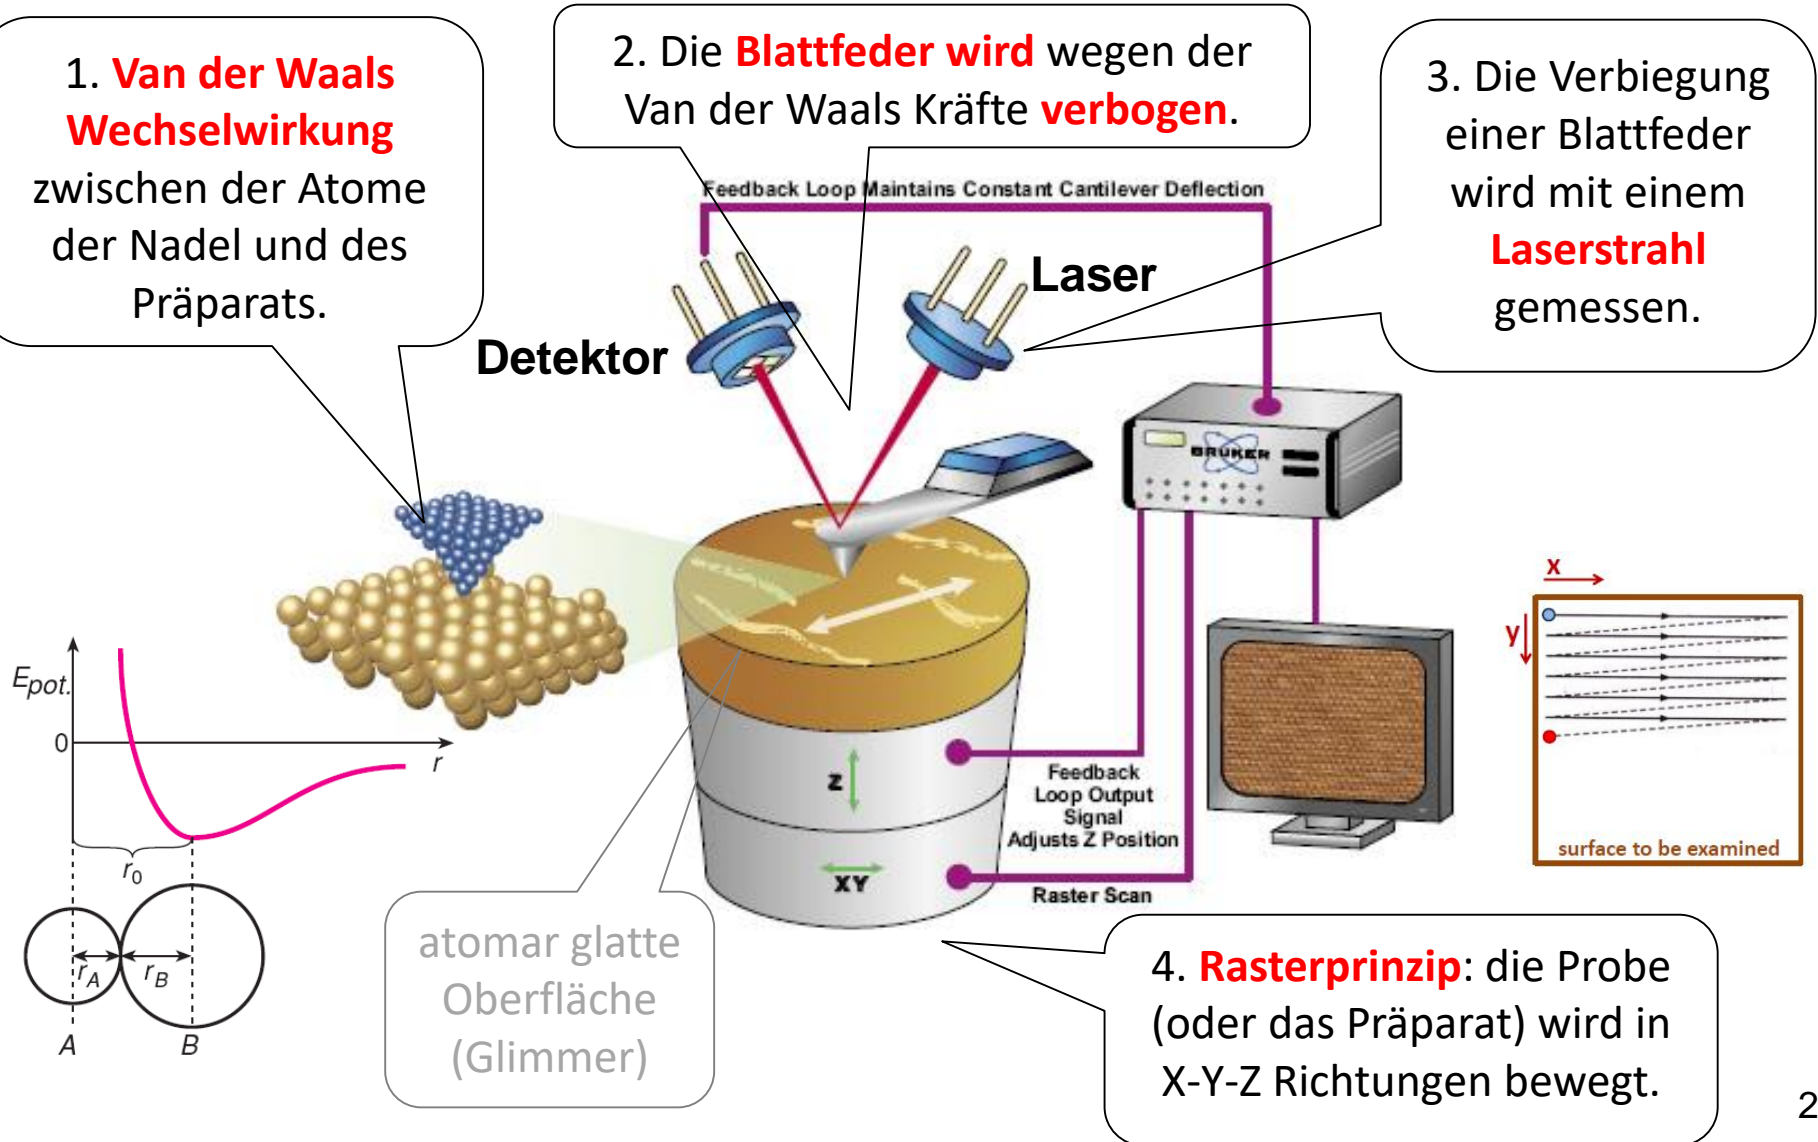 1. Van der Waals
Wechselwirkung
zwischen der Atome
der Nadel und des
Präparats.
2. Die Blattfeder wird wegen der
Van der Waals Kräfte verbogen.
3. Die Verbiegung
einer Blattfeder
wird mit einem
Laserstrahl
gemessen.
Feedback Loop Maintains Constant Cantilever Deflection
Laser
Detektor
BRUKER
x
y
surface to be examined
Epot.
0
r
r0
rA
rB
A
B
Z
XY
Feedback
Loop Output
Signal
Adjusts Z Position
Raster Scan
atomar glatte
Oberfläche
(Glimmer)
4. Rasterprinzip: die Probe
(oder das Präparat) wird in
X-Y-Z Richtungen bewegt.
2